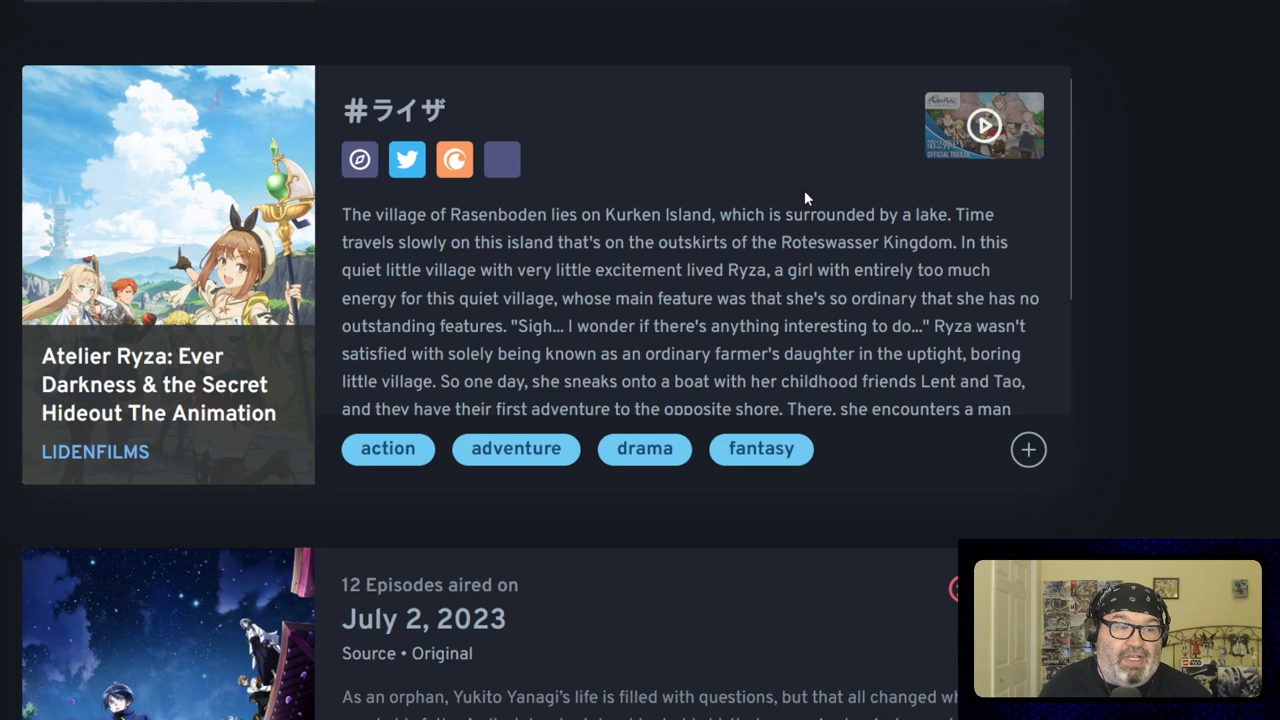 #ライザ
第2弾PV
OFFICIAL TRAILER
The village of Rasenboden lies on Kurken Island, which is surrounded by a lake. Time
travels slowly on this island that's on the outskirts of the Roteswasser Kingdom. In this
quiet little village with very little excitement lived Ryza, a girl with entirely too much
energy for this quiet village, whose main feature was that she's so ordinary that she has no
outstanding features. "Sigh... I wonder if there's anything interesting to do..." Ryza wasn't
satisfied with solely being known as an ordinary farmer's daughter in the uptight, boring
little village. So one day, she sneaks onto a boat with her childhood friends Lent and Tao,
and they have their first adventure to the opposite shore. There, she encounters a man
Atelier Ryza: Ever
Darkness & the Secret
Hideout The Animation
LIDENFILMS
action
adventure
drama
fantasy
12 Episodes aired on
July 2, 2023
Source • Original
As an orphan, Yukito Yanagi's life is filled with questions, but that all changed